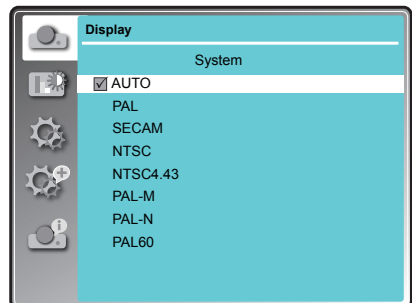 Display
System
AUTO
PAL
SECAM
NTSC
NTSC4.43
PAL-M
PAL-N
PAL60